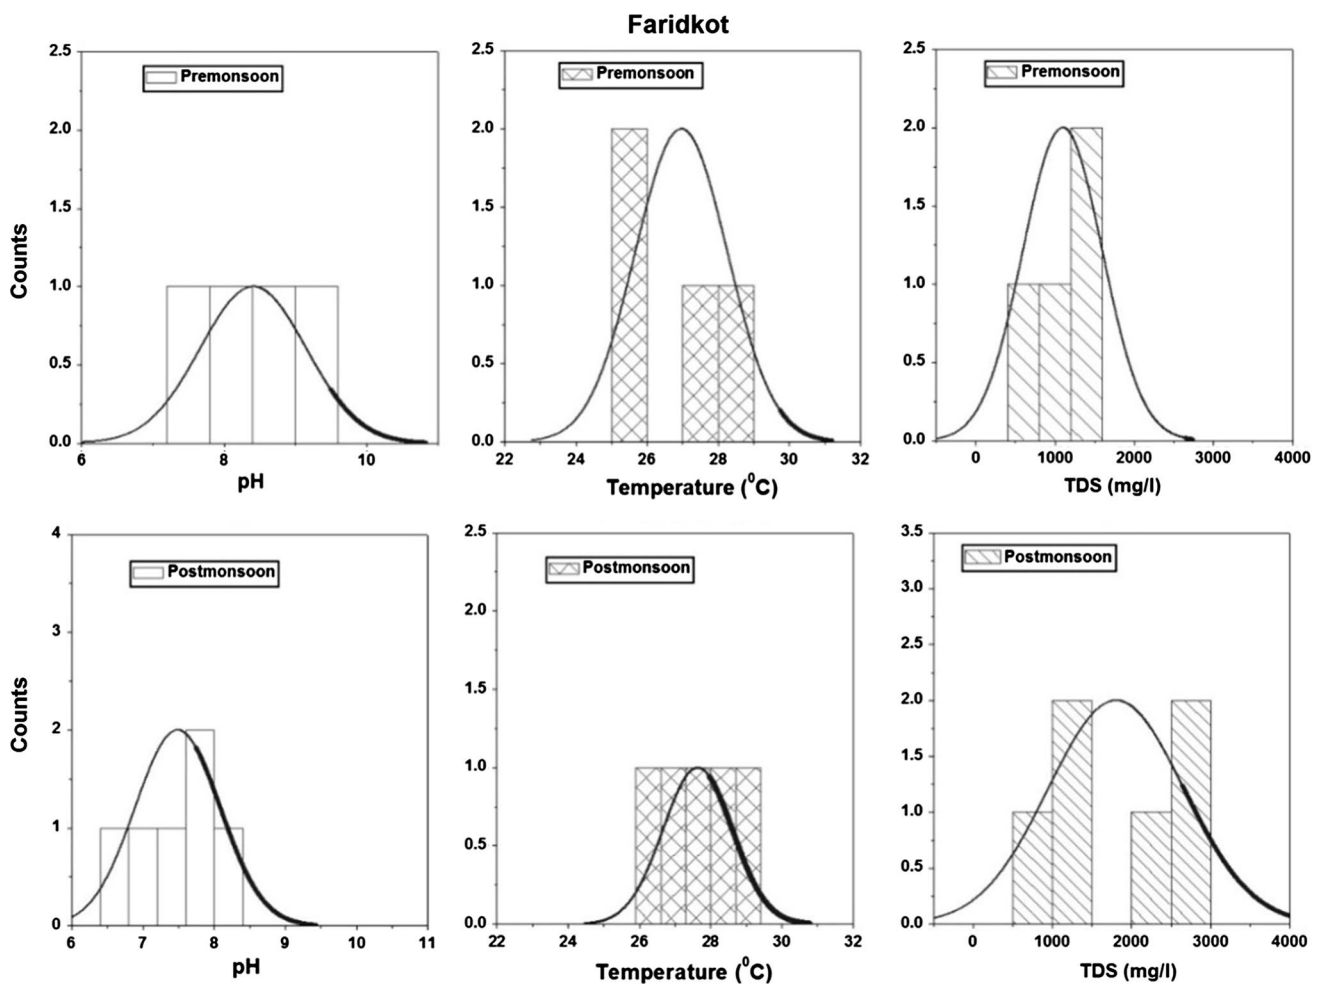 Faridkot
Premonsoon
Premonsoon
Premonsoon
Counts
2.5
2.0
1.5
1.0
0.5
0.0
6 8 10
pH
2.5
2.0
1.5
1.0
0.5
0.0
22 24 26 28 30 32
Temperature (⁰C)
2.5
2.0
1.5
1.0
0.5
0.0
0 1000 2000 3000 4000
TDS (mg/l)
Postmonsoon
Postmonsoon
Postmonsoon
Counts
4
3
2
1
0
6 7 8 9 10 11
pH
2.5
2.0
1.5
1.0
0.5
0.0
22 24 26 28 30 32
Temperature (⁰C)
3.5
3.0
2.5
2.0
1.5
1.0
0.5
0.0
0 1000 2000 3000 4000
TDS (mg/l)